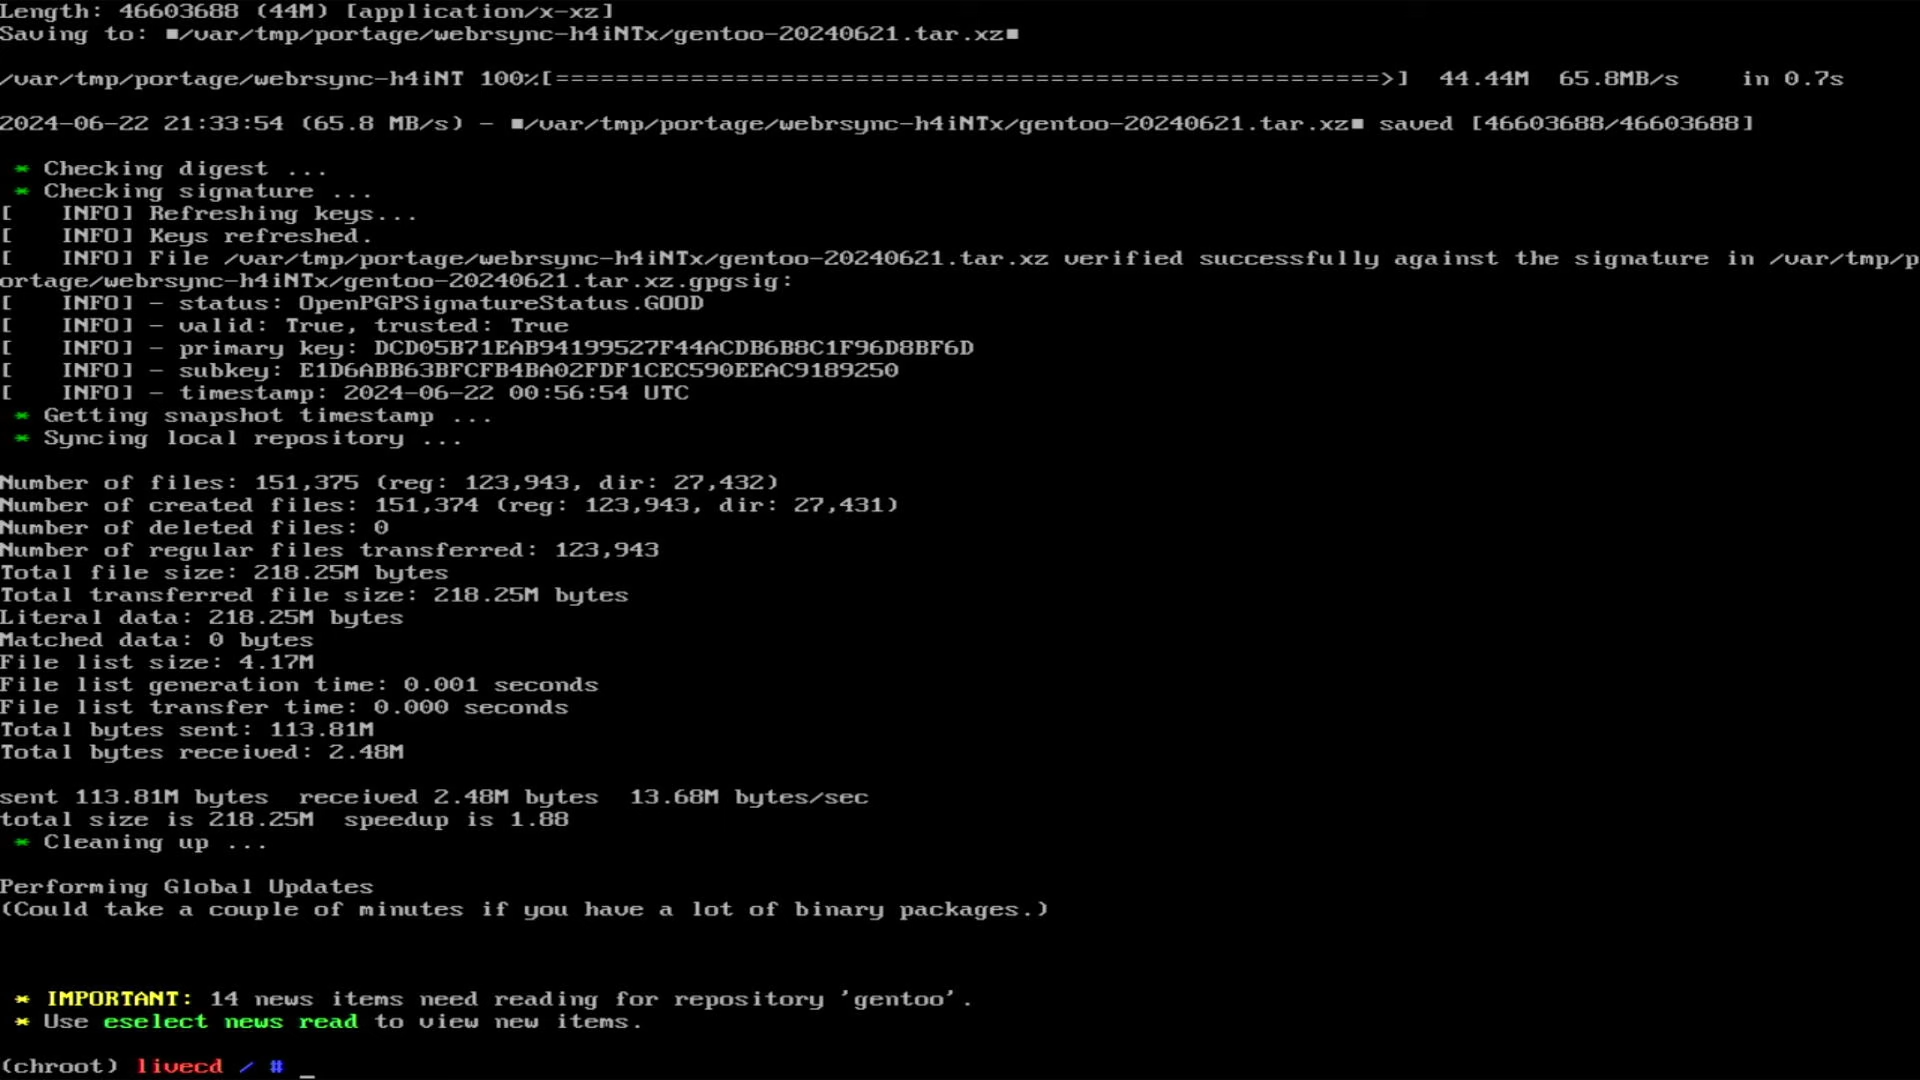 Length: 46603688 (44M) [application/x-xz]
Saving to: ■/var/tmp/portage/webrsync-h4iNTx/gentoo-20240621.tar.xz■
/var/tmp/portage/webrsync-h4iNT 100%[=======================================================>]  44.44M  65.8MB/s    in 0.7s
2024-06-22 21:33:54 (65.8 MB/s) - ■/var/tmp/portage/webrsync-h4iNTx/gentoo-20240621.tar.xz■ saved [46603688/46603688]
 * Checking digest ...
 * Checking signature ...
[    INFO] Refreshing keys...
[    INFO] Keys refreshed.
[    INFO] File /var/tmp/portage/webrsync-h4iNTx/gentoo-20240621.tar.xz verified successfully against the signature in /var/tmp/p
ortage/webrsync-h4iNTx/gentoo-20240621.tar.xz.gpgsig:
[    INFO] - status: OpenPGPSignatureStatus.GOOD
[    INFO] - valid: True, trusted: True
[    INFO] - primary key: DCD05B71EAB94199527F44ACDB6B8C1F96D8BF6D
[    INFO] - subkey: E1D6ABB63BFCFB4BA02FDF1CEC590EEAC9189250
[    INFO] - timestamp: 2024-06-22 00:56:54 UTC
 * Getting snapshot timestamp ...
 * Syncing local repository ...
Number of files: 151,375 (reg: 123,943, dir: 27,432)
Number of created files: 151,374 (reg: 123,943, dir: 27,431)
Number of deleted files: 0
Number of regular files transferred: 123,943
Total file size: 218.25M bytes
Total transferred file size: 218.25M bytes
Literal data: 218.25M bytes
Matched data: 0 bytes
File list size: 4.17M
File list generation time: 0.001 seconds
File list transfer time: 0.000 seconds
Total bytes sent: 113.81M
Total bytes received: 2.48M
sent 113.81M bytes  received 2.48M bytes  13.68M bytes/sec
total size is 218.25M  speedup is 1.88
 * Cleaning up ...
Performing Global Updates
(Could take a couple of minutes if you have a lot of binary packages.)
 * IMPORTANT: 14 news items need reading for repository 'gentoo'.
 * Use eselect news read to view new items.
(chroot) livecd / # _